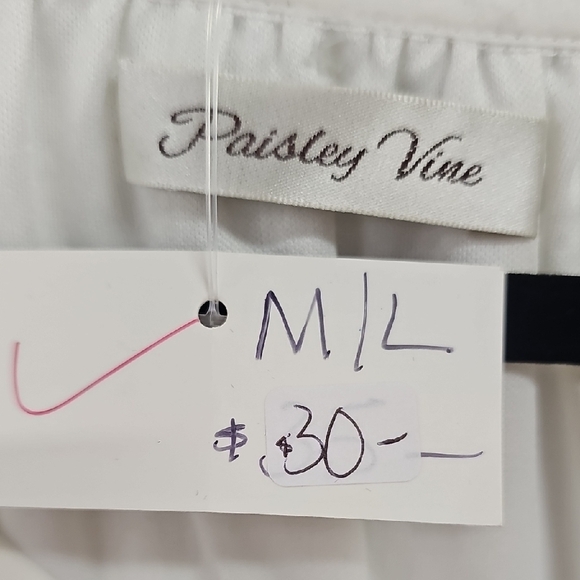 Paisley Vine
M/L
$ $30-